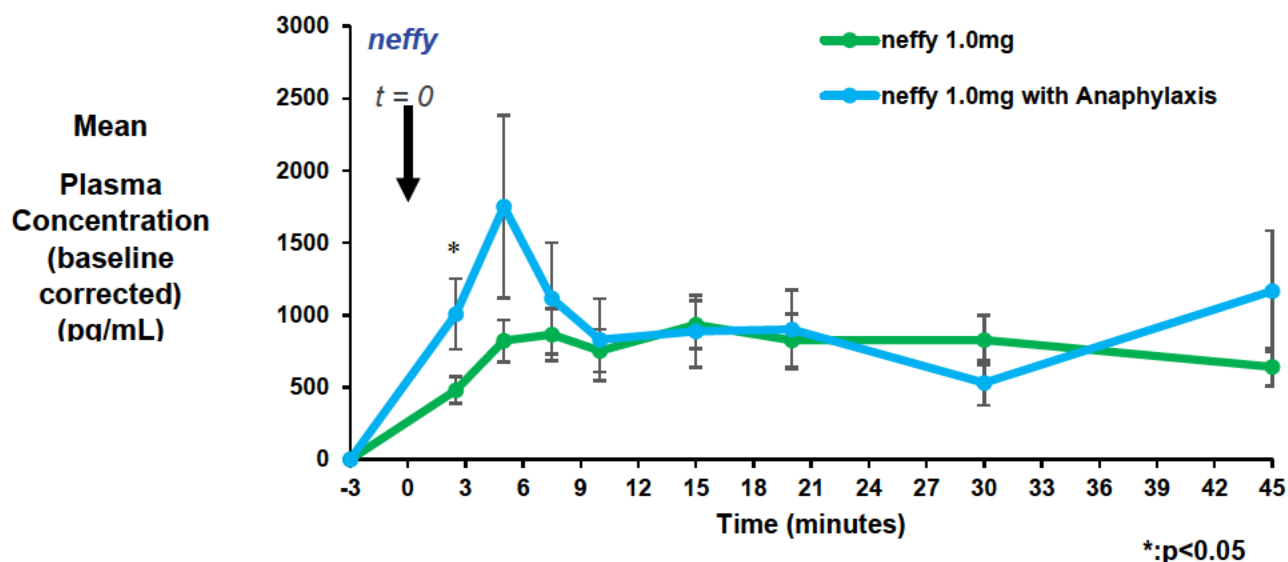 Mean
Plasma
Concentration
(baseline
corrected)
(pg/mL)
3000
2500
2000
1500
1000
500
0
neffy
t = 0
*
neffy 1.0mg
neffy 1.0mg with Anaphylaxis
-3 0 3 6 9 12 15 18 21 24 27 30 33 36 39 42 45
Time (minutes)
*:p<0.05